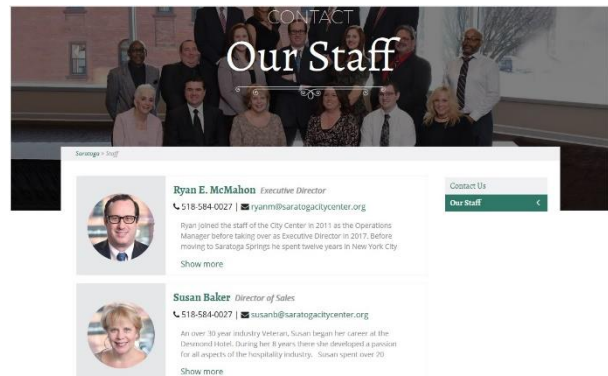 CONTACT
Our Staff
Saratoga > Staff
Ryan E. McMahon Executive Director
518-584-0027 | ryanm@saratogacitycenter.org
Ryan joined the staff of the City Center in 2011 as the Operations
Manager before taking over as Executive Director in 2017. Before
moving to Saratoga Springs he spent twelve years in New York City
Show more
Susan Baker Director of Sales
518-584-0027 | susanb@saratogacitycenter.org
An over 30 year industry Veteran, Susan began her career at the
Desmond Hotel. During her 8 years there she developed a passion
for all aspects of the hospitality industry. Susan spent over 20
Show more
Contact Us
Our Staff